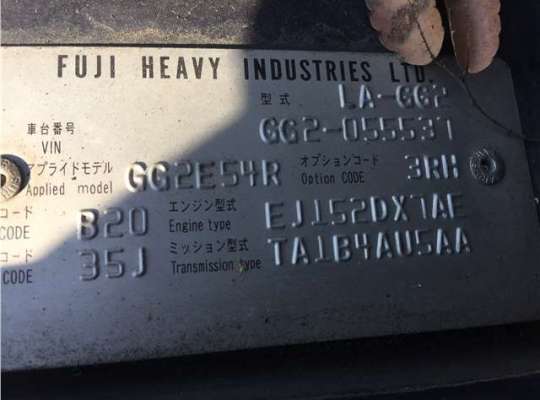 FUJI HEAVY INDUSTRIES LTD.
型式 LA-GG2
車台番号 VIN GG2-055537
アプライドモデル Applied model GG2E54R オプションコード Option CODE 3RH
コード CODE B20 エンジン型式 Engine type EJ152DX7AE
コード CODE 35J ミッション型式 Transmission type TA1B4AU5AA